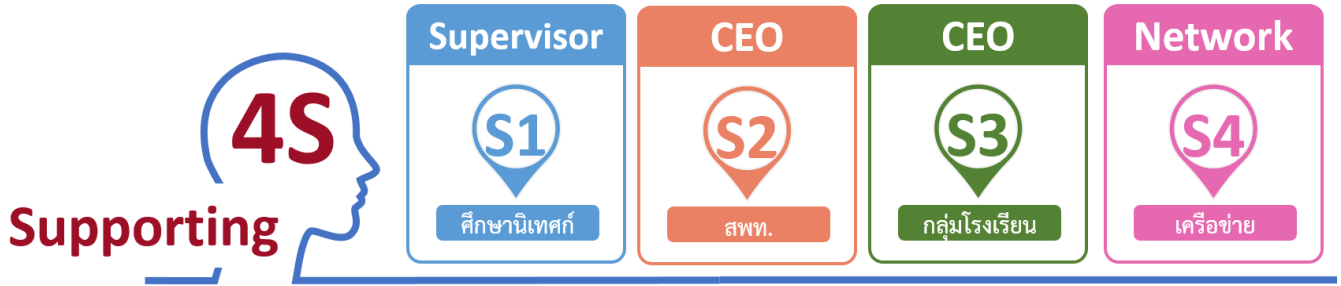 4S
Supporting
Supervisor
S1
ศึกษานิเทศก์
CEO
S2
สพท.
CEO
S3
กลุ่มโรงเรียน
Network
S4
เครือข่าย